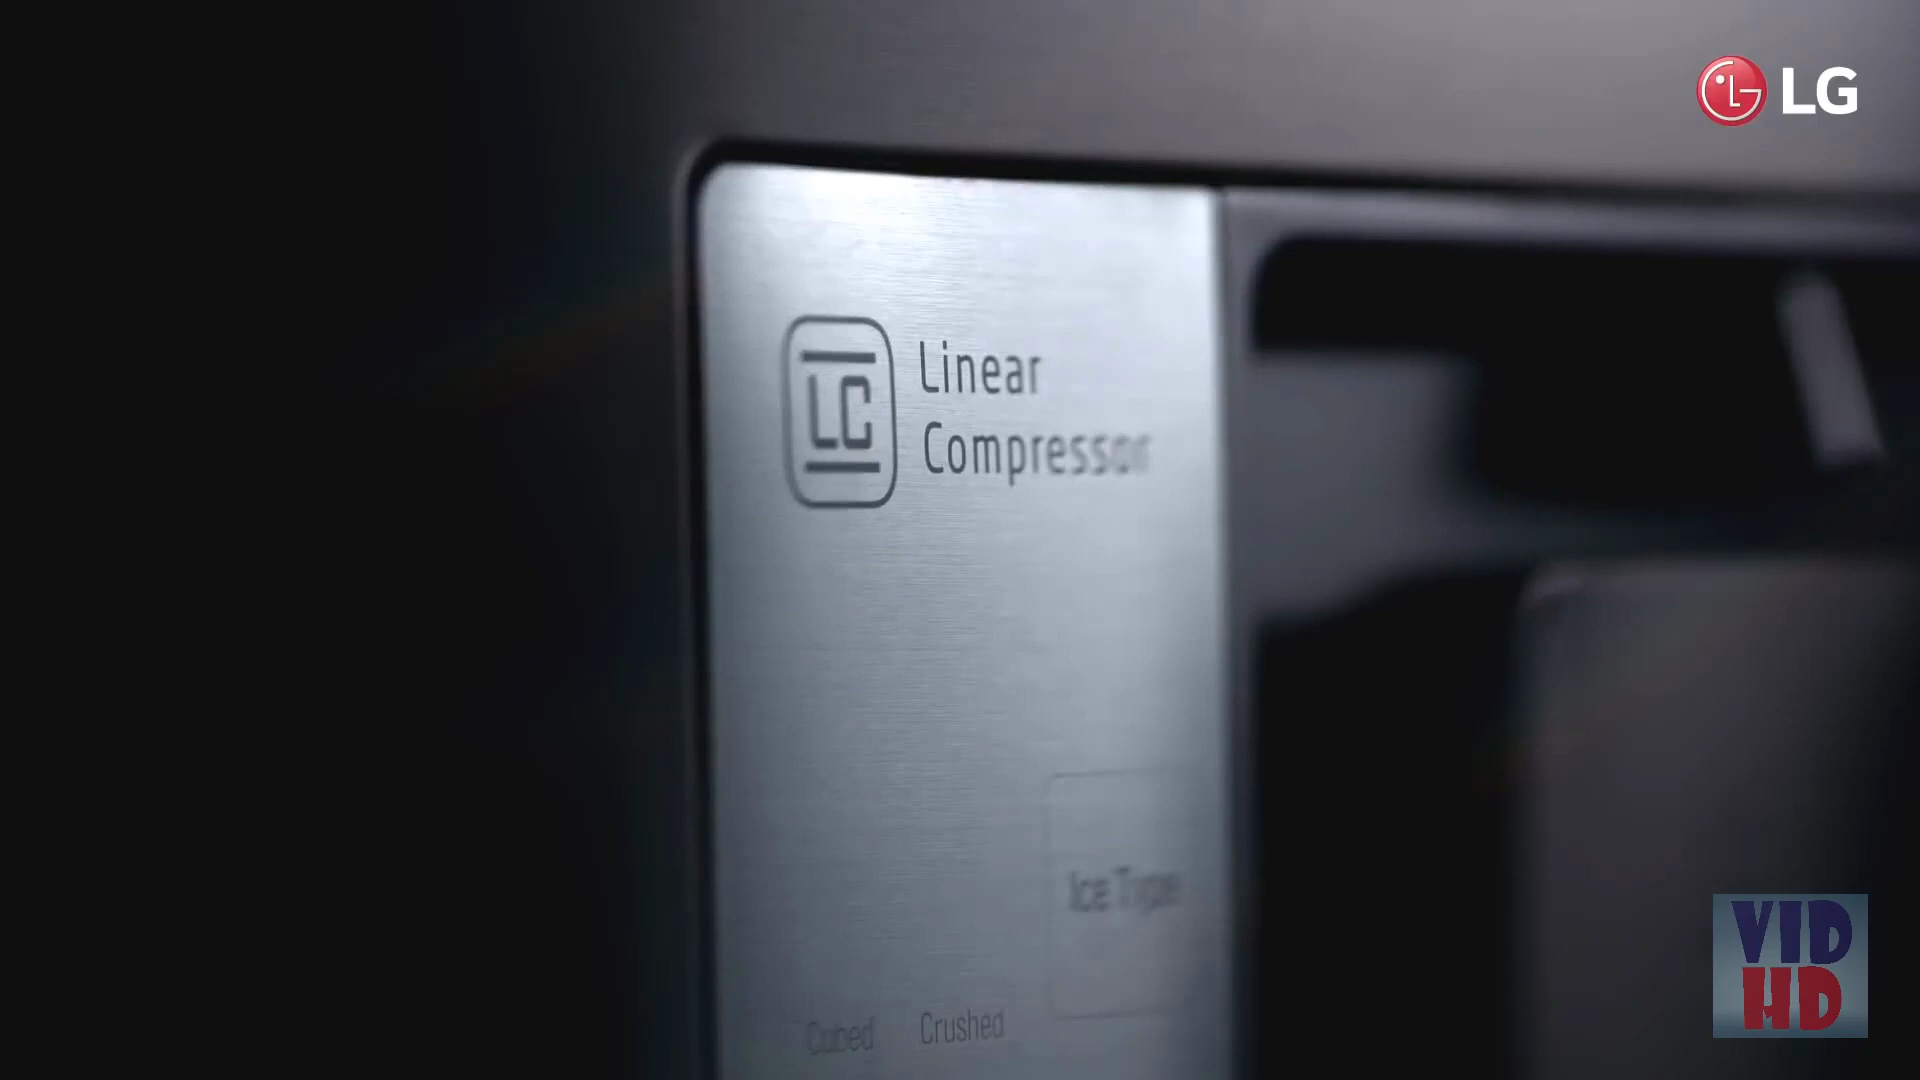 LG
LC
Linear
Compressor
Ice Type
Cubed
Crushed
VID
HD